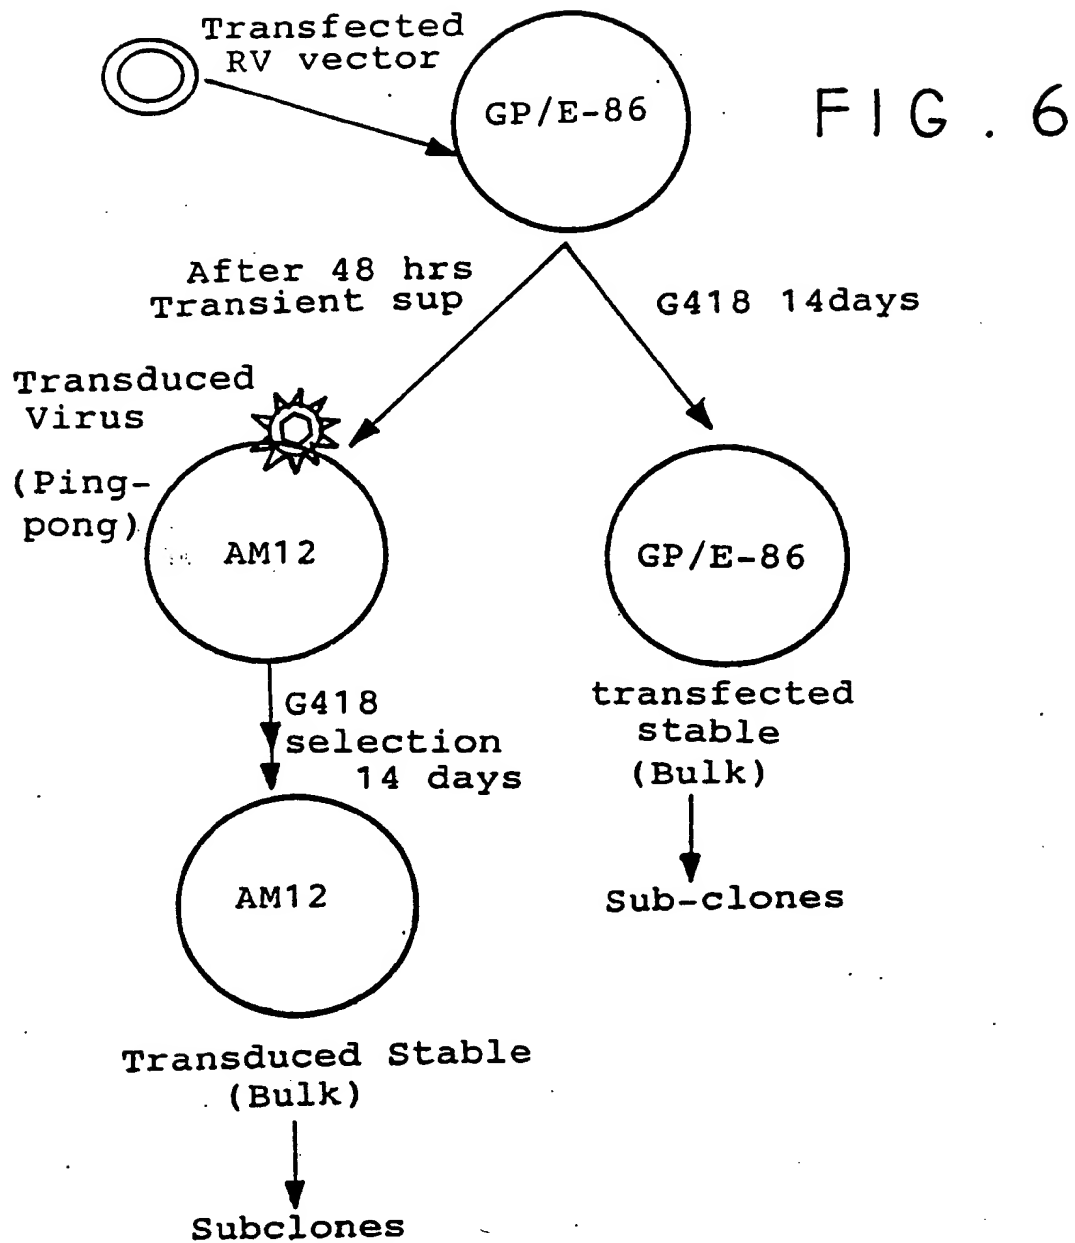 Transfected
RV vector
GP/E-86
FIG. 6
After 48 hrs
Transient sup
G418 14days
Transduced
Virus
(Ping-
pong)
AM12
GP/E-86
G418
selection
14 days
transfected
stable
(Bulk)
AM12
Sub-clones
Transduced Stable
(Bulk)
Subclones